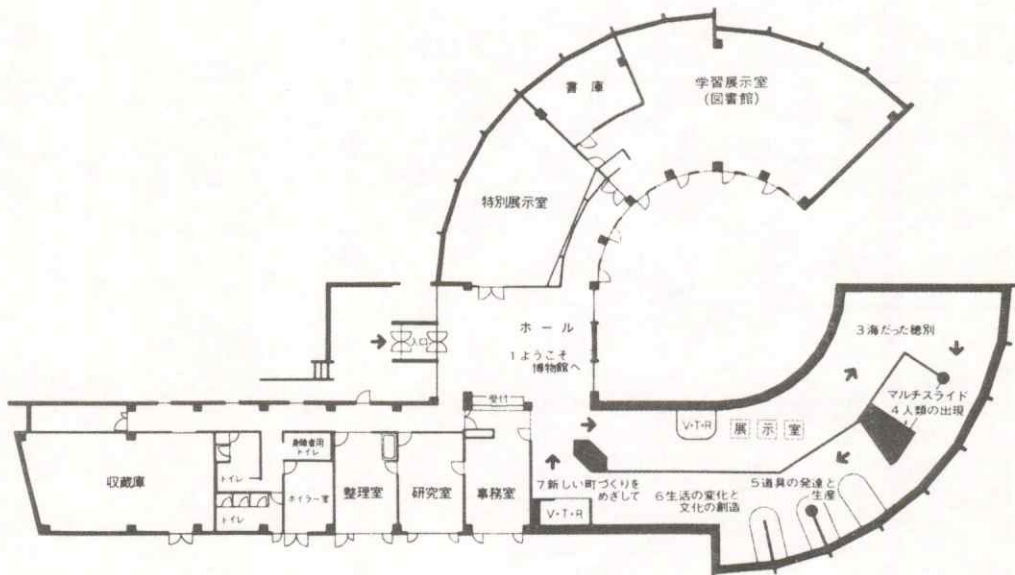 書庫
学習展示室
(図書館)
特別展示室
ホール
1ようこそ
博物館へ
入口
受付
3海だった穂別
マルチスライド
4人類の出現
V・T・R
展示室
5道具の発達と
生産
6生活の変化と
文化の創造
7新しい町づくりを
めざして
V・T・R
収蔵庫
トイレ
トイレ
身障者用
トイレ
ボイラー室
整理室
研究室
事務室